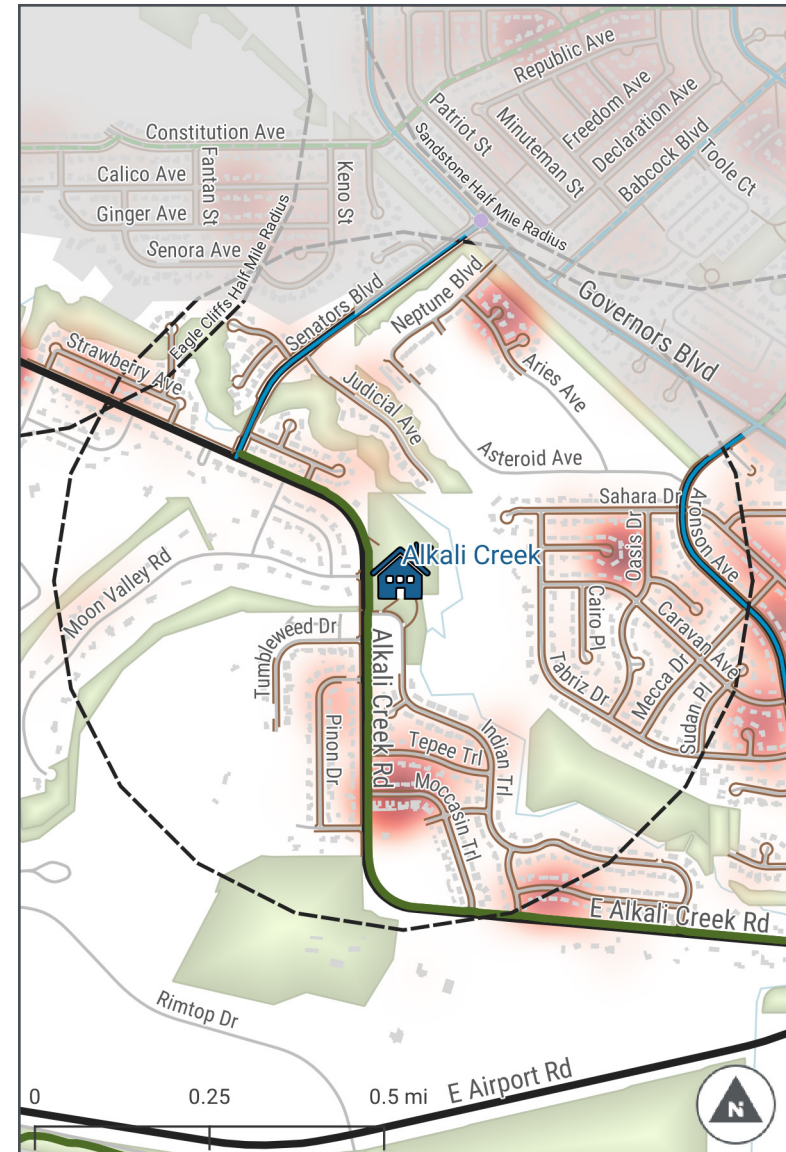 Republic Ave
Patriot St
Minuteman St
Freedom Ave
Declaration Ave
Babcock Blvd
Toole Ct
Constitution Ave
Calico Ave
Fantan St
Keno St
Ginger Ave
Senora Ave
Sandstone Half Mile Radius
Eagle Cliffs Half Mile Radius
Senators Blvd
Neptune Blvd
Governors Blvd
Strawberry Ave
Judicial Ave
Aries Ave
Asteroid Ave
Sahara Dr
Oasis Dr
Aronson Ave
Alkali Creek
Moon Valley Rd
Cairo Pl
Caravan Ave
Tumbleweed Dr
Alkali Creek Rd
Tabriz Dr
Mecca Dr
Sudan Pl
Pinon Dr
Indian Trl
Tepee Trl
Moccasin Trl
E Alkali Creek Rd
Rimtop Dr
E Airport Rd
0 0.25 0.5 mi
N